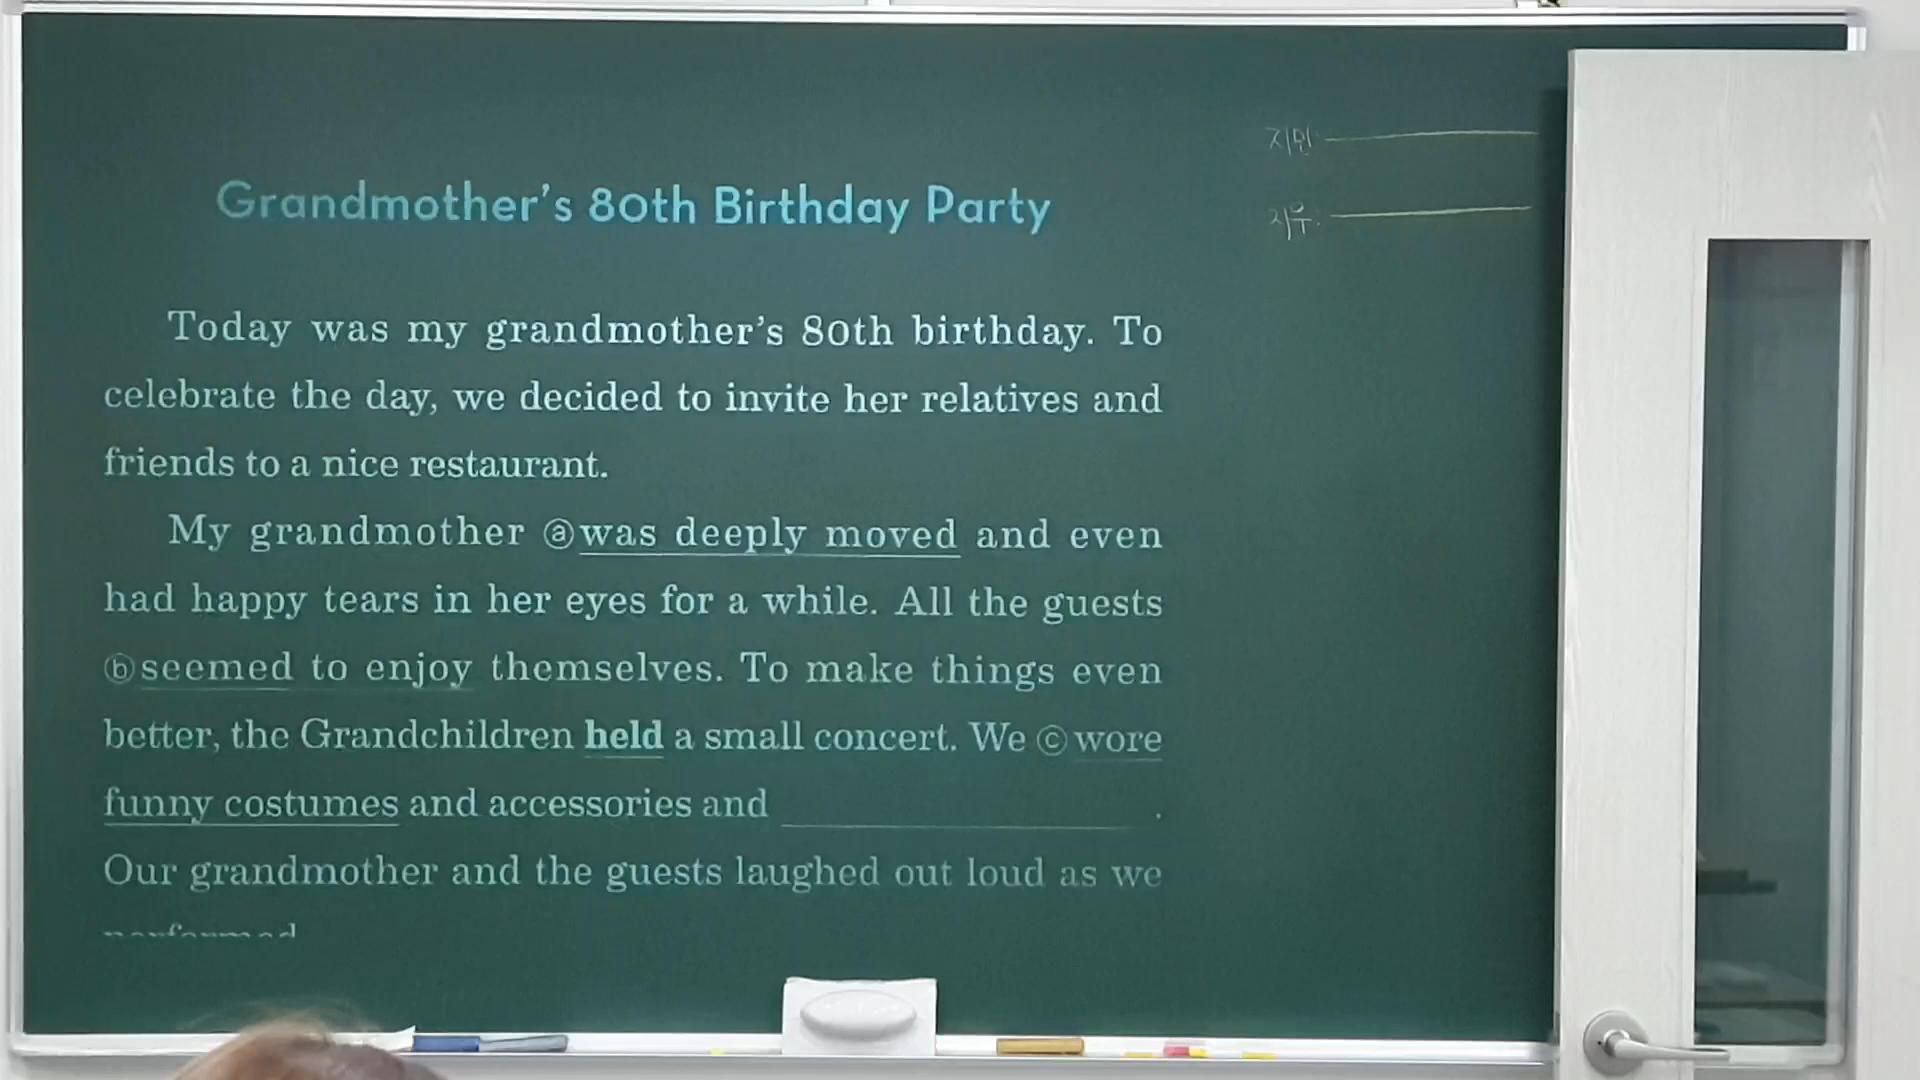 Grandmother's 80th Birthday Party
Today was my grandmother's 80th birthday. To
celebrate the day, we decided to invite her relatives and
friends to a nice restaurant.
My grandmother ⓐwas deeply moved and even
had happy tears in her eyes for a while. All the guests
ⓑseemed to enjoy themselves. To make things even
better, the Grandchildren held a small concert. We ⓒwore
funny costumes and accessories and .
Our grandmother and the guests laughed out loud as we
performed
지민:
지우: